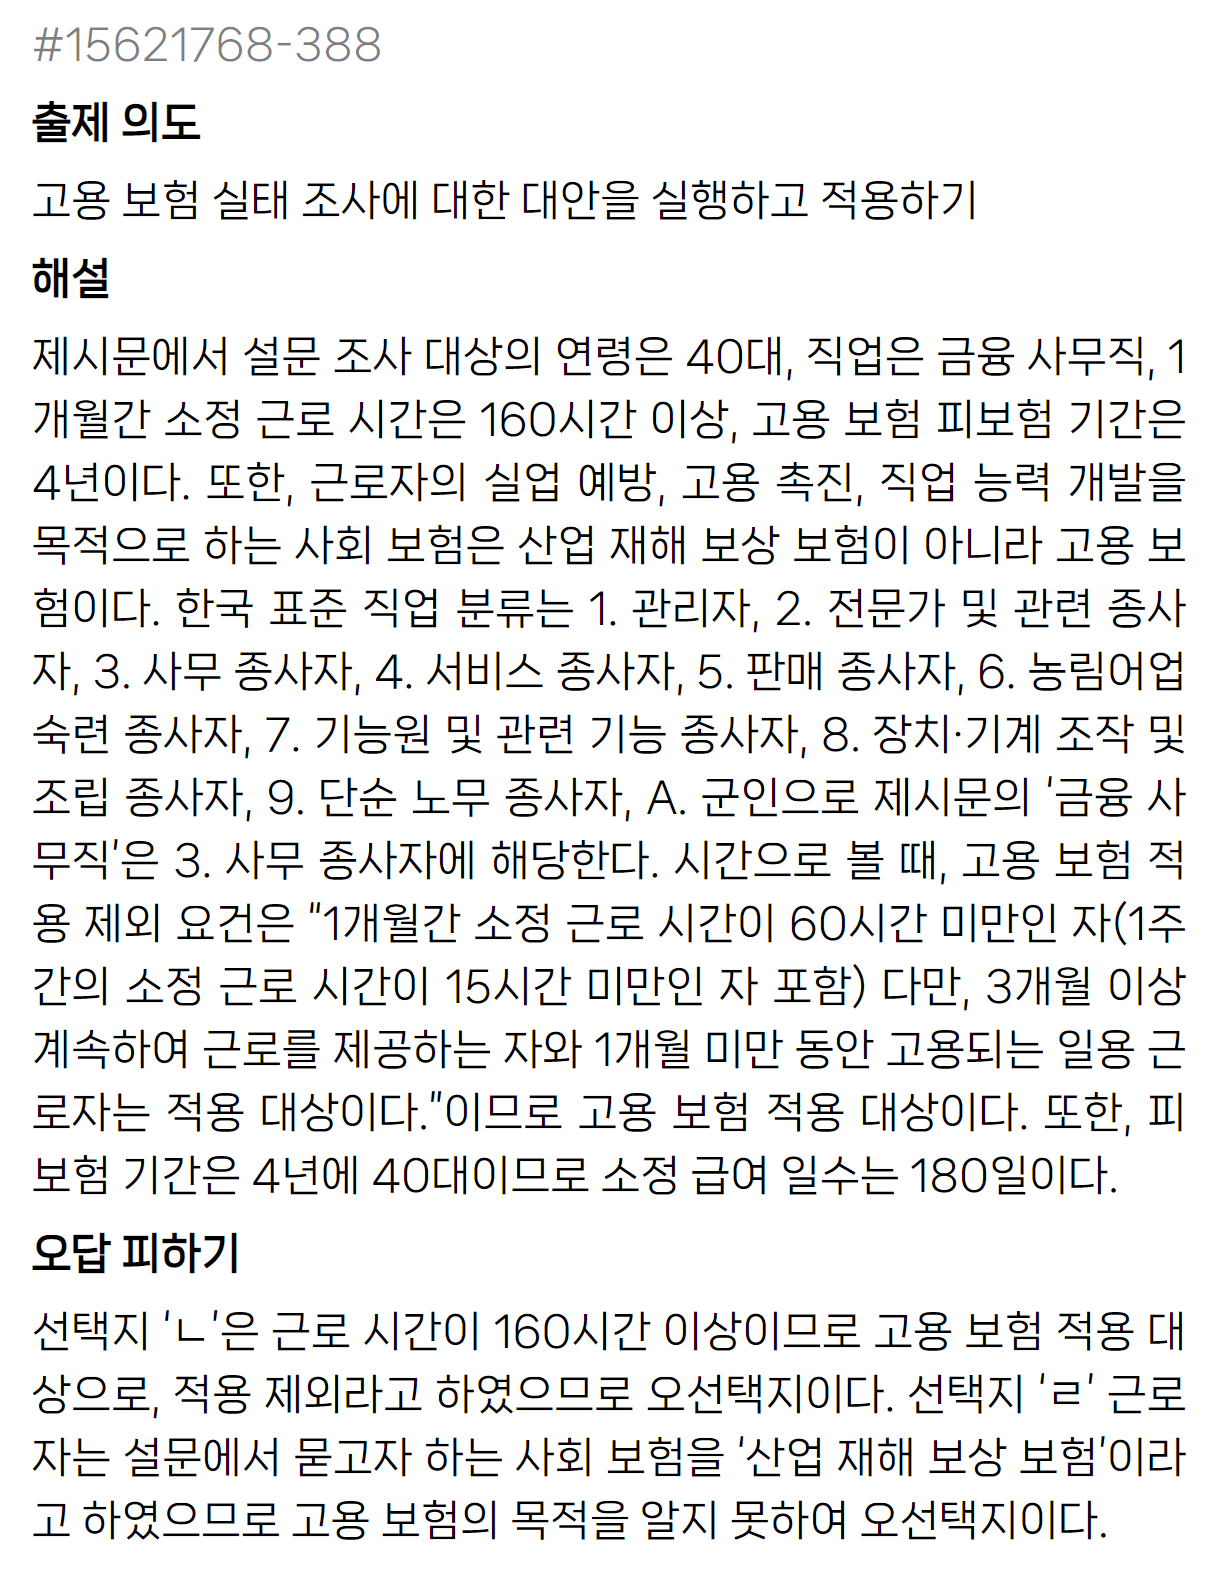 #15621768-388
출제 의도
고용 보험 실태 조사에 대한 대안을 실행하고 적용하기
해설
제시문에서 설문 조사 대상의 연령은 40대, 직업은 금융 사무직, 1
개월간 소정 근로 시간은 160시간 이상, 고용 보험 피보험 기간은
4년이다. 또한, 근로자의 실업 예방, 고용 촉진, 직업 능력 개발을
목적으로 하는 사회 보험은 산업 재해 보상 보험이 아니라 고용 보
험이다. 한국 표준 직업 분류는 1. 관리자, 2. 전문가 및 관련 종사
자, 3. 사무 종사자, 4. 서비스 종사자, 5. 판매 종사자, 6. 농림어업
숙련 종사자, 7. 기능원 및 관련 기능 종사자, 8. 장치·기계 조작 및
조립 종사자, 9. 단순 노무 종사자, A. 군인으로 제시문의 '금융 사
무직'은 3. 사무 종사자에 해당한다. 시간으로 볼 때, 고용 보험 적
용 제외 요건은 "1개월간 소정 근로 시간이 60시간 미만인 자(1주
간의 소정 근로 시간이 15시간 미만인 자 포함) 다만, 3개월 이상
계속하여 근로를 제공하는 자와 1개월 미만 동안 고용되는 일용 근
로자는 적용 대상이다."이므로 고용 보험 적용 대상이다. 또한, 피
보험 기간은 4년에 40대이므로 소정 급여 일수는 180일이다.
오답 피하기
선택지 'ㄴ'은 근로 시간이 160시간 이상이므로 고용 보험 적용 대
상으로, 적용 제외라고 하였으므로 오선택지이다. 선택지 'ㄹ' 근로
자는 설문에서 묻고자 하는 사회 보험을 '산업 재해 보상 보험'이라
고 하였으므로 고용 보험의 목적을 알지 못하여 오선택지이다.